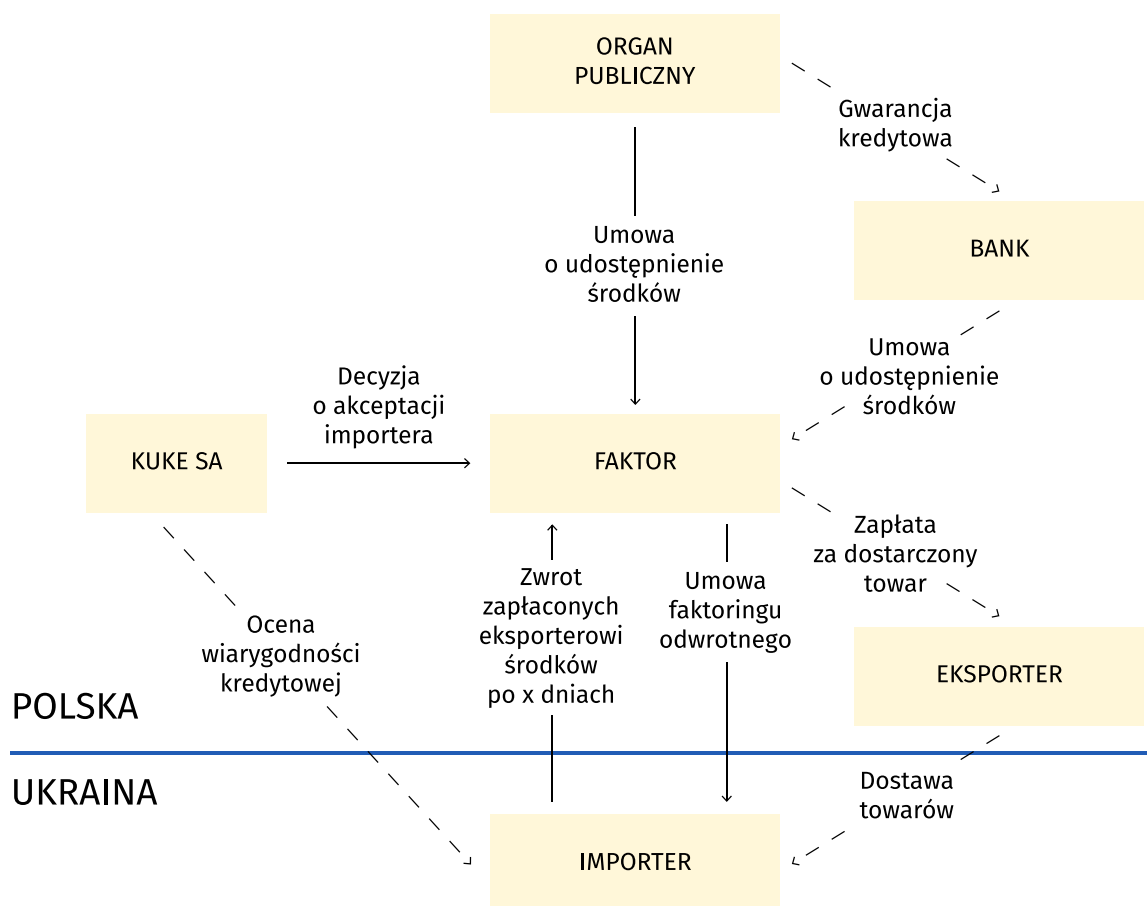 ORGAN
PUBLICZNY
Gwarancja
kredytowa
BANK
Umowa
o udostępnienie
środków
Umowa
o udostępnienie
środków
Decyzja
o akceptacji
importera
KUKE SA
FAKTOR
Zapłata
za dostarczony
towar
Zwrot
zapłaconych
eksporterowi
środków
po x dniach
Umowa
faktoringu
odwrotnego
Ocena
wiarygodności
kredytowej
EKSPORTER
POLSKA
UKRAINA
Dostawa
towarów
IMPORTER